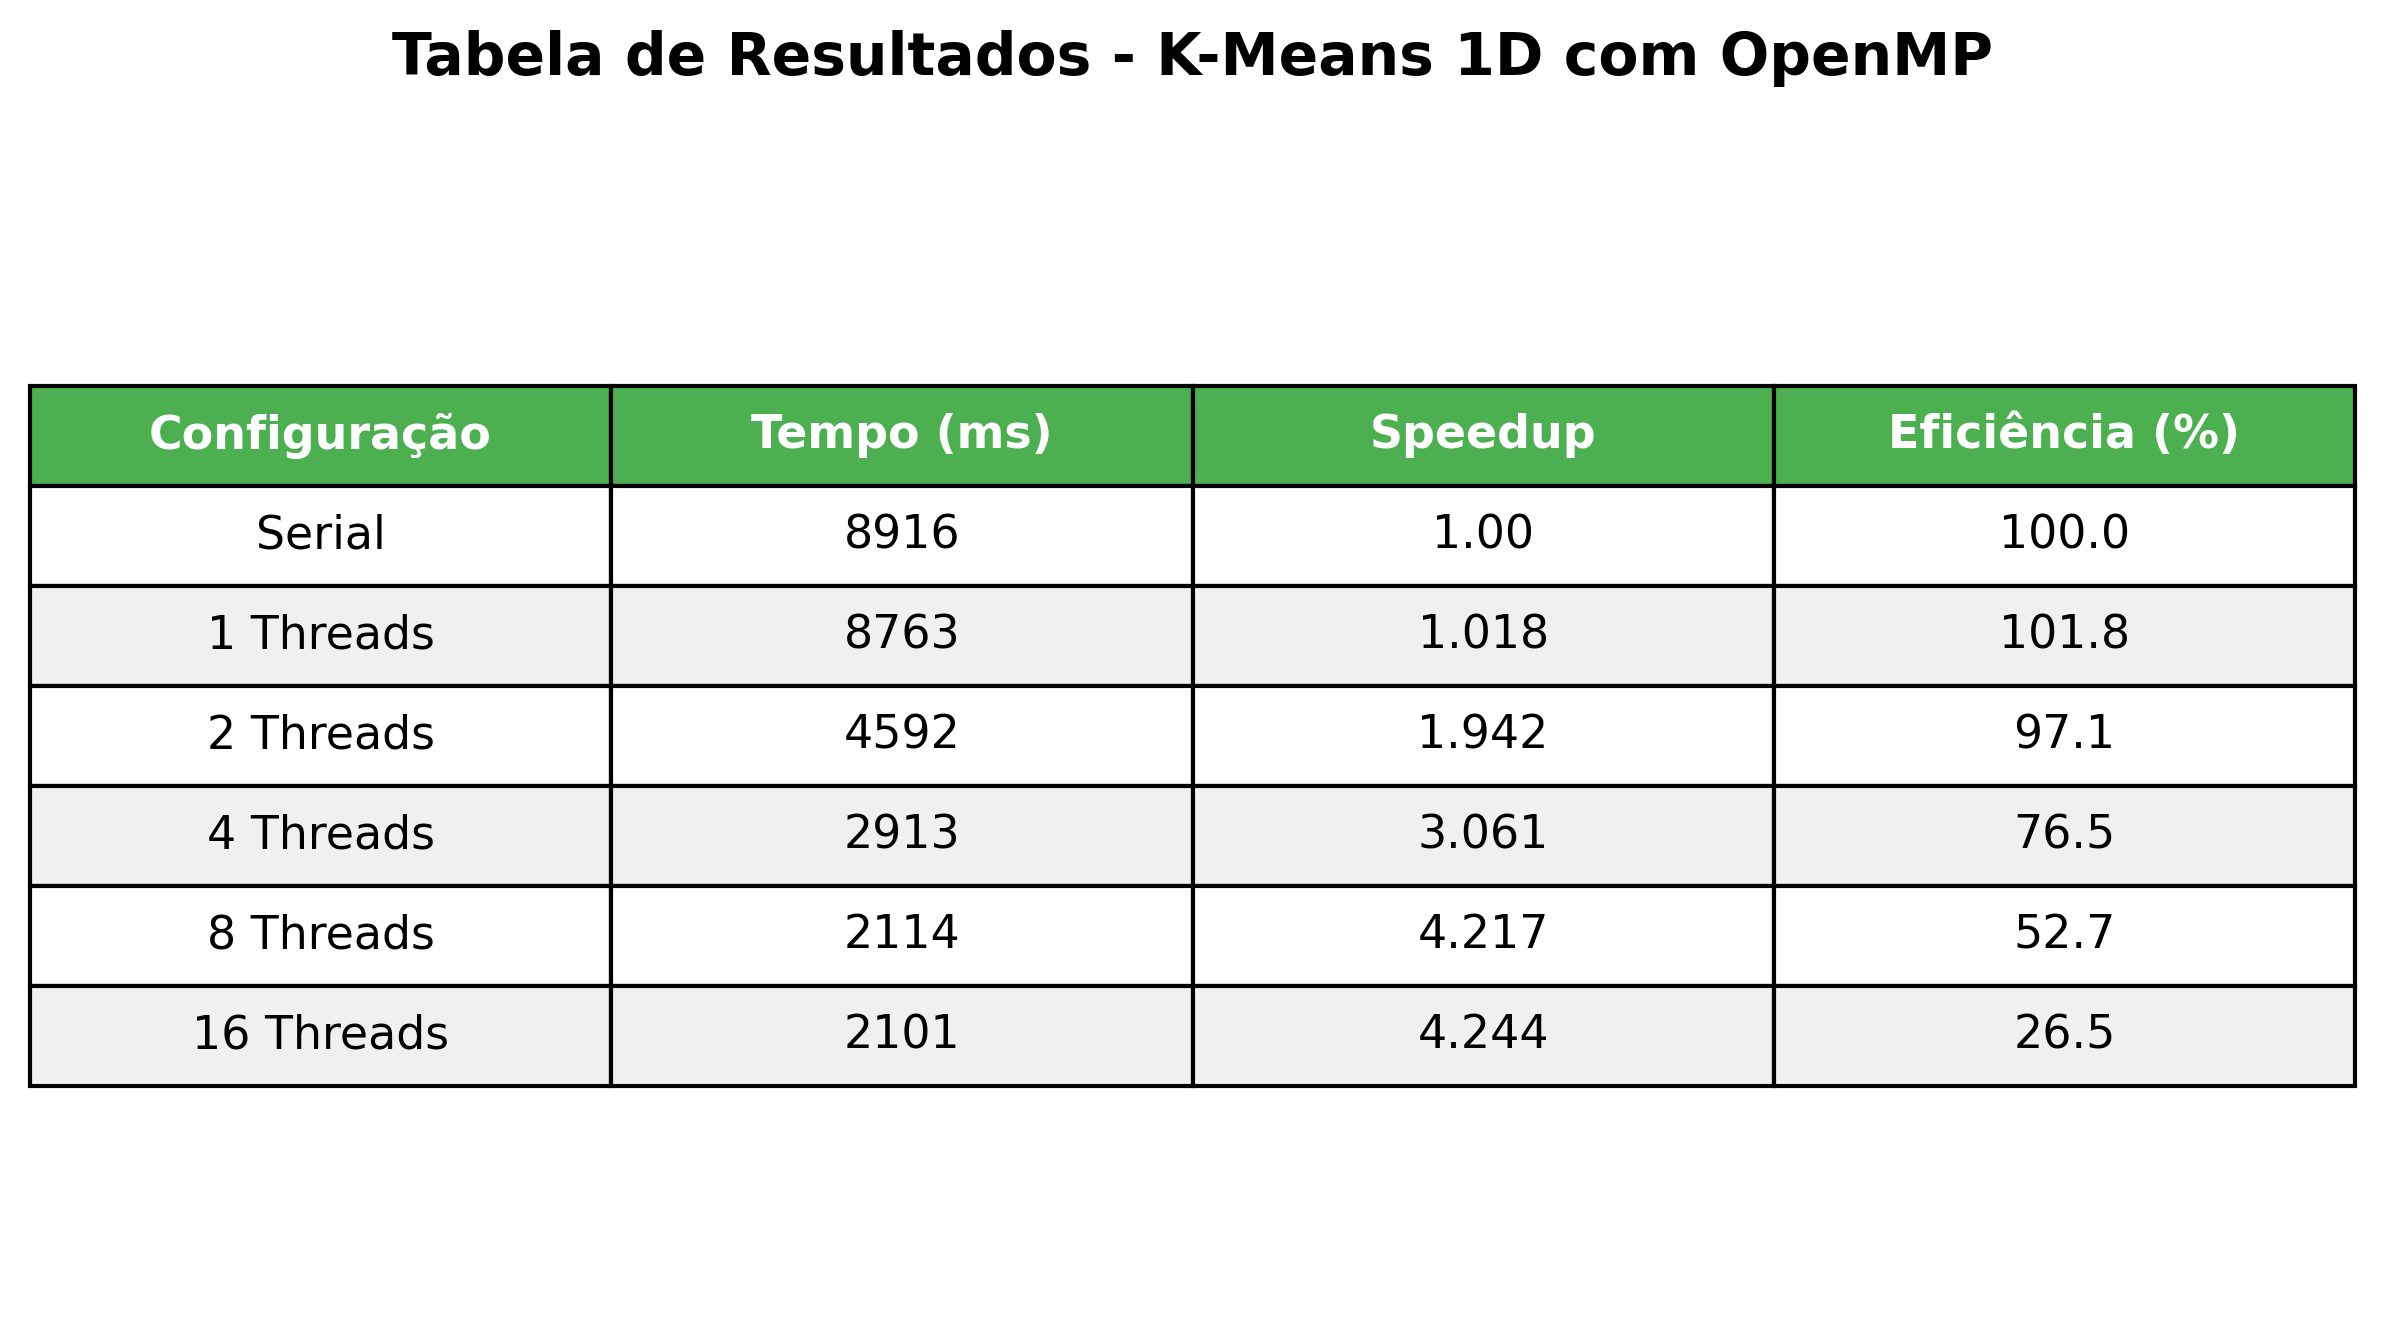 Tabela de Resultados - K-Means 1D com OpenMP
Configuração Tempo (ms) Speedup Eficiência (%)
Serial 8916 1.00 100.0
1 Threads 8763 1.018 101.8
2 Threads 4592 1.942 97.1
4 Threads 2913 3.061 76.5
8 Threads 2114 4.217 52.7
16 Threads 2101 4.244 26.5